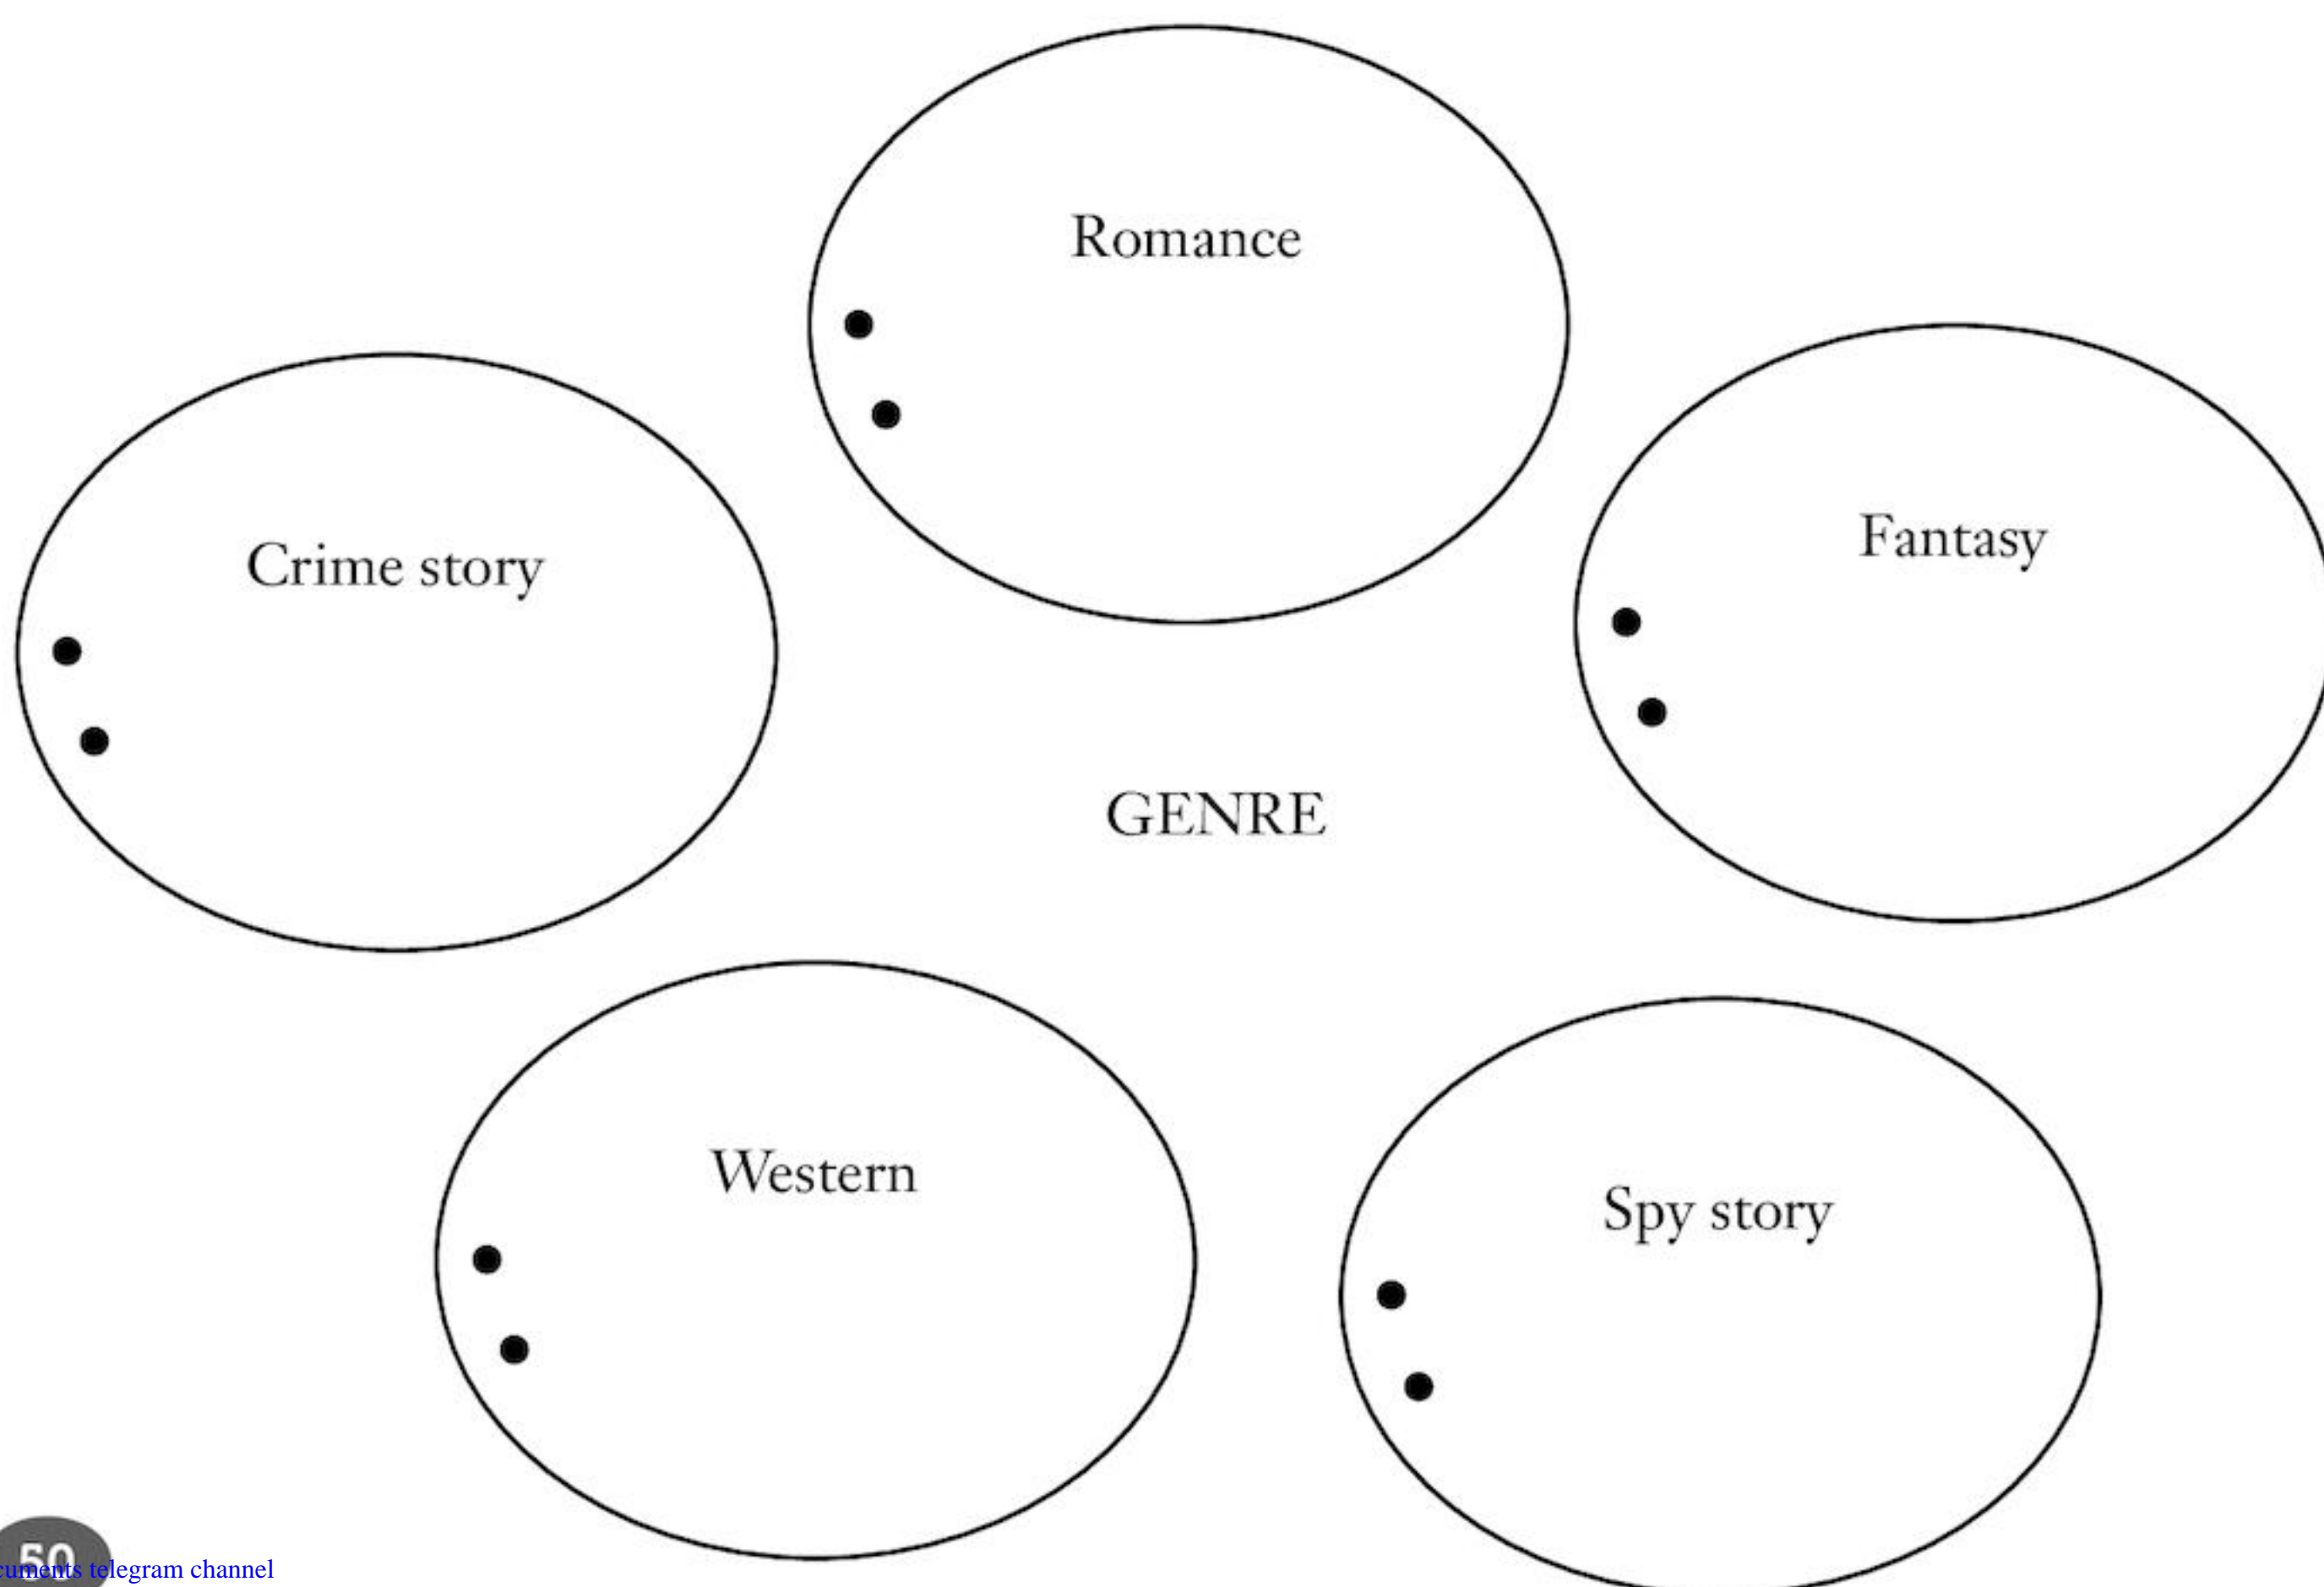 Romance
Fantasy
Crime story
GENRE
Western
Spy story
50
telegram channel